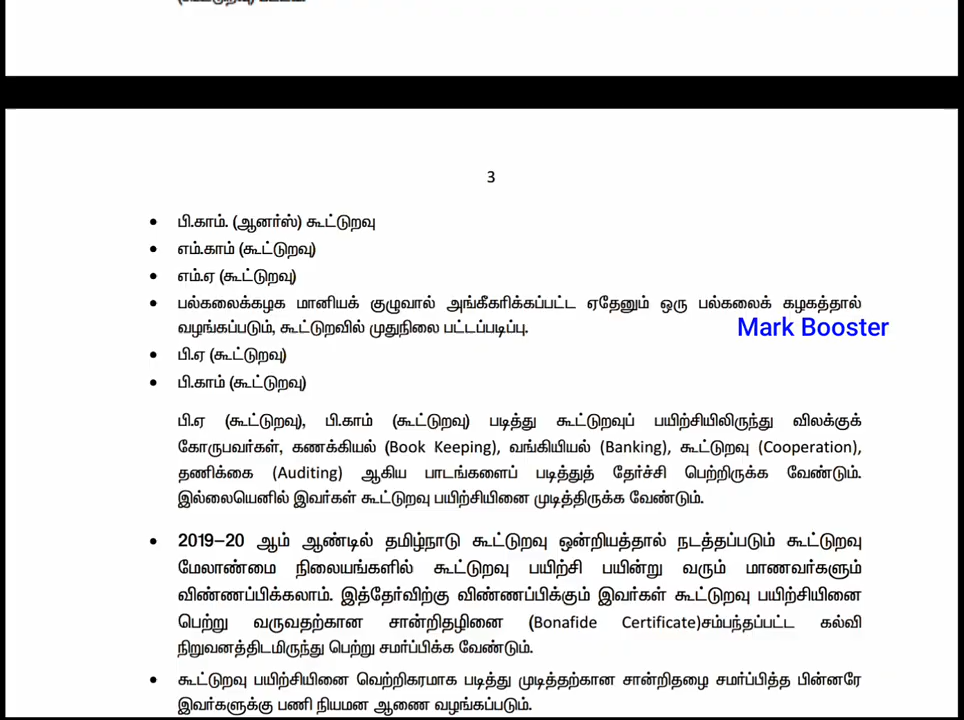 3
• பி.காம். (ஆனர்ஸ்) கூட்டுறவு
• எம்.காம் (கூட்டுறவு)
• எம்.ஏ (கூட்டுறவு)
• பல்கலைக்கழக மானியக் குழுவால் அங்கீகரிக்கப்பட்ட ஏதேனும் ஒரு பல்கலைக் கழகத்தால்
வழங்கப்படும், கூட்டுறவில் முதுநிலை பட்டப்படிப்பு.
Mark Booster
• பி.ஏ (கூட்டுறவு)
• பி.காம் (கூட்டுறவு)
பி.ஏ (கூட்டுறவு), பி.காம் (கூட்டுறவு) படித்து கூட்டுறவுப் பயிற்சியிலிருந்து விலக்குக்
கோருபவர்கள், கணக்கியல் (Book Keeping), வங்கியியல் (Banking), கூட்டுறவு (Cooperation),
தணிக்கை (Auditing) ஆகிய பாடங்களைப் படித்துத் தேர்ச்சி பெற்றிருக்க வேண்டும்.
இல்லையெனில் இவர்கள் கூட்டுறவு பயிற்சியினை முடித்திருக்க வேண்டும்.
• 2019-20 ஆம் ஆண்டில் தமிழ்நாடு கூட்டுறவு ஒன்றியத்தால் நடத்தப்படும் கூட்டுறவு
மேலாண்மை நிலையங்களில் கூட்டுறவு பயிற்சி பயின்று வரும் மாணவர்களும்
விண்ணப்பிக்கலாம். இத்தேர்விற்கு விண்ணப்பிக்கும் இவர்கள் கூட்டுறவு பயிற்சியினை
பெற்று வருவதற்கான சான்றிதழினை (Bonafide Certificate)சம்பந்தப்பட்ட கல்வி
நிறுவனத்திடமிருந்து பெற்று சமர்ப்பிக்க வேண்டும்.
• கூட்டுறவு பயிற்சியினை வெற்றிகரமாக படித்து முடித்தற்கான சான்றிதழை சமர்ப்பித்த பின்னரே
இவர்களுக்கு பணி நியமன ஆணை வழங்கப்படும்.